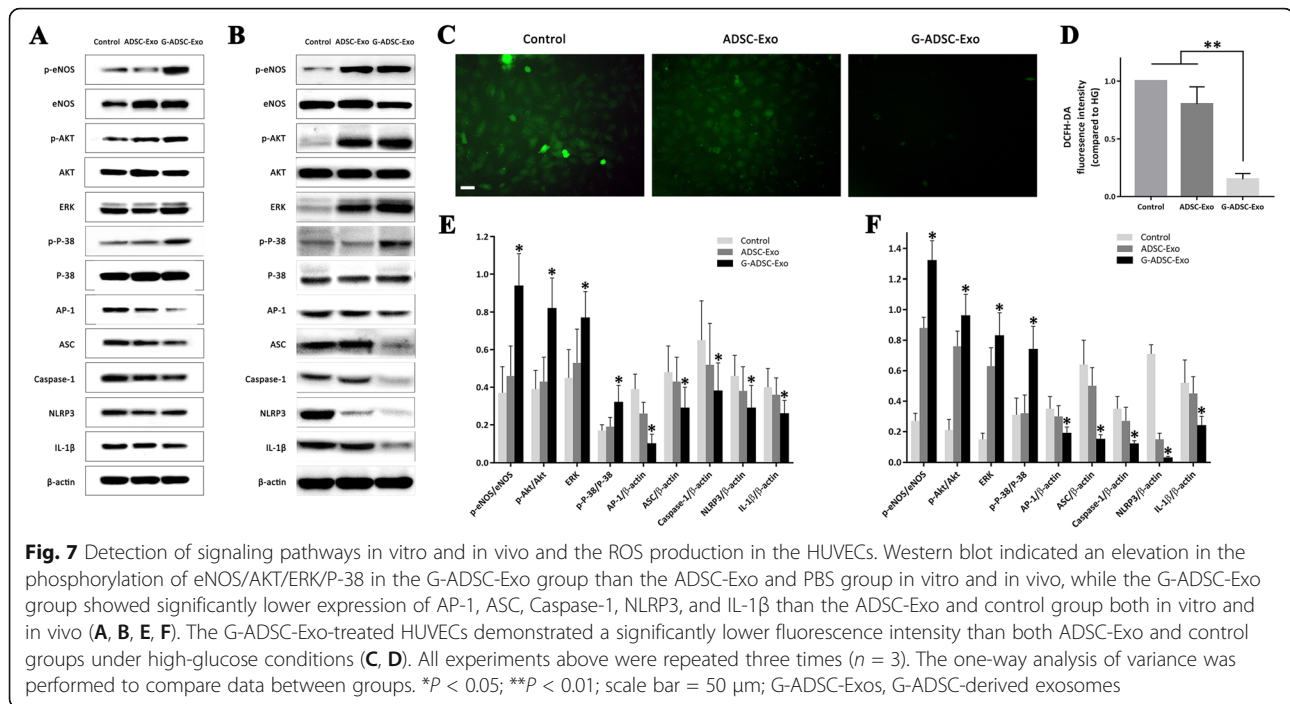 A
Control ADSC-Exo G-ADSC-Exo
p-eNOS
eNOS
p-AKT
AKT
ERK
p-P-38
P-38
AP-1
ASC
Caspase-1
NLRP3
IL-1β
β-actin
B
Control ADSC-Exo G-ADSC-Exo
p-eNOS
eNOS
p-AKT
AKT
ERK
p-P-38
P-38
AP-1
ASC
Caspase-1
NLRP3
IL-1β
β-actin
C
Control ADSC-Exo G-ADSC-Exo
D
**
DCFH-DA
fluoresence intensity
(compared to HG)
1.0
0.5
0.0
Control ADSC-Exo G-ADSC-Exo
E
Control
ADSC-Exo
G-ADSC-Exo
1.2
1.0
0.8
0.6
0.4
0.2
0.0
* * * * * * * * *
p-eNOS/eNOS
p-Akt/Akt
ERK
p-P-38/P-38
AP-1/β-actin
ASC/β-actin
Caspase-1/β-actin
NLRP3/β-actin
IL-1β/β-actin
F
Control
ADSC-Exo
G-ADSC-Exo
1.4
1.2
1.0
0.8
0.6
0.4
0.2
0.0
* * * * * * * * *
p-eNOS/eNOS
p-Akt/Akt
ERK
p-P-38/P-38
AP-1/β-actin
ASC/β-actin
Caspase-1/β-actin
NLRP3/β-actin
IL-1β/β-actin
Fig. 7 Detection of signaling pathways in vitro and in vivo and the ROS production in the HUVECs. Western blot indicated an elevation in the
phosphorylation of eNOS/AKT/ERK/P-38 in the G-ADSC-Exo group than the ADSC-Exo and PBS group in vitro and in vivo, while the G-ADSC-Exo
group showed significantly lower expression of AP-1, ASC, Caspase-1, NLRP3, and IL-1β than the ADSC-Exo and control group both in vitro and
in vivo (A, B, E, F). The G-ADSC-Exo-treated HUVECs demonstrated a significantly lower fluorescence intensity than both ADSC-Exo and control
groups under high-glucose conditions (C, D). All experiments above were repeated three times (n = 3). The one-way analysis of variance was
performed to compare data between groups. *P < 0.05; **P < 0.01; scale bar = 50 μm; G-ADSC-Exos, G-ADSC-derived exosomes